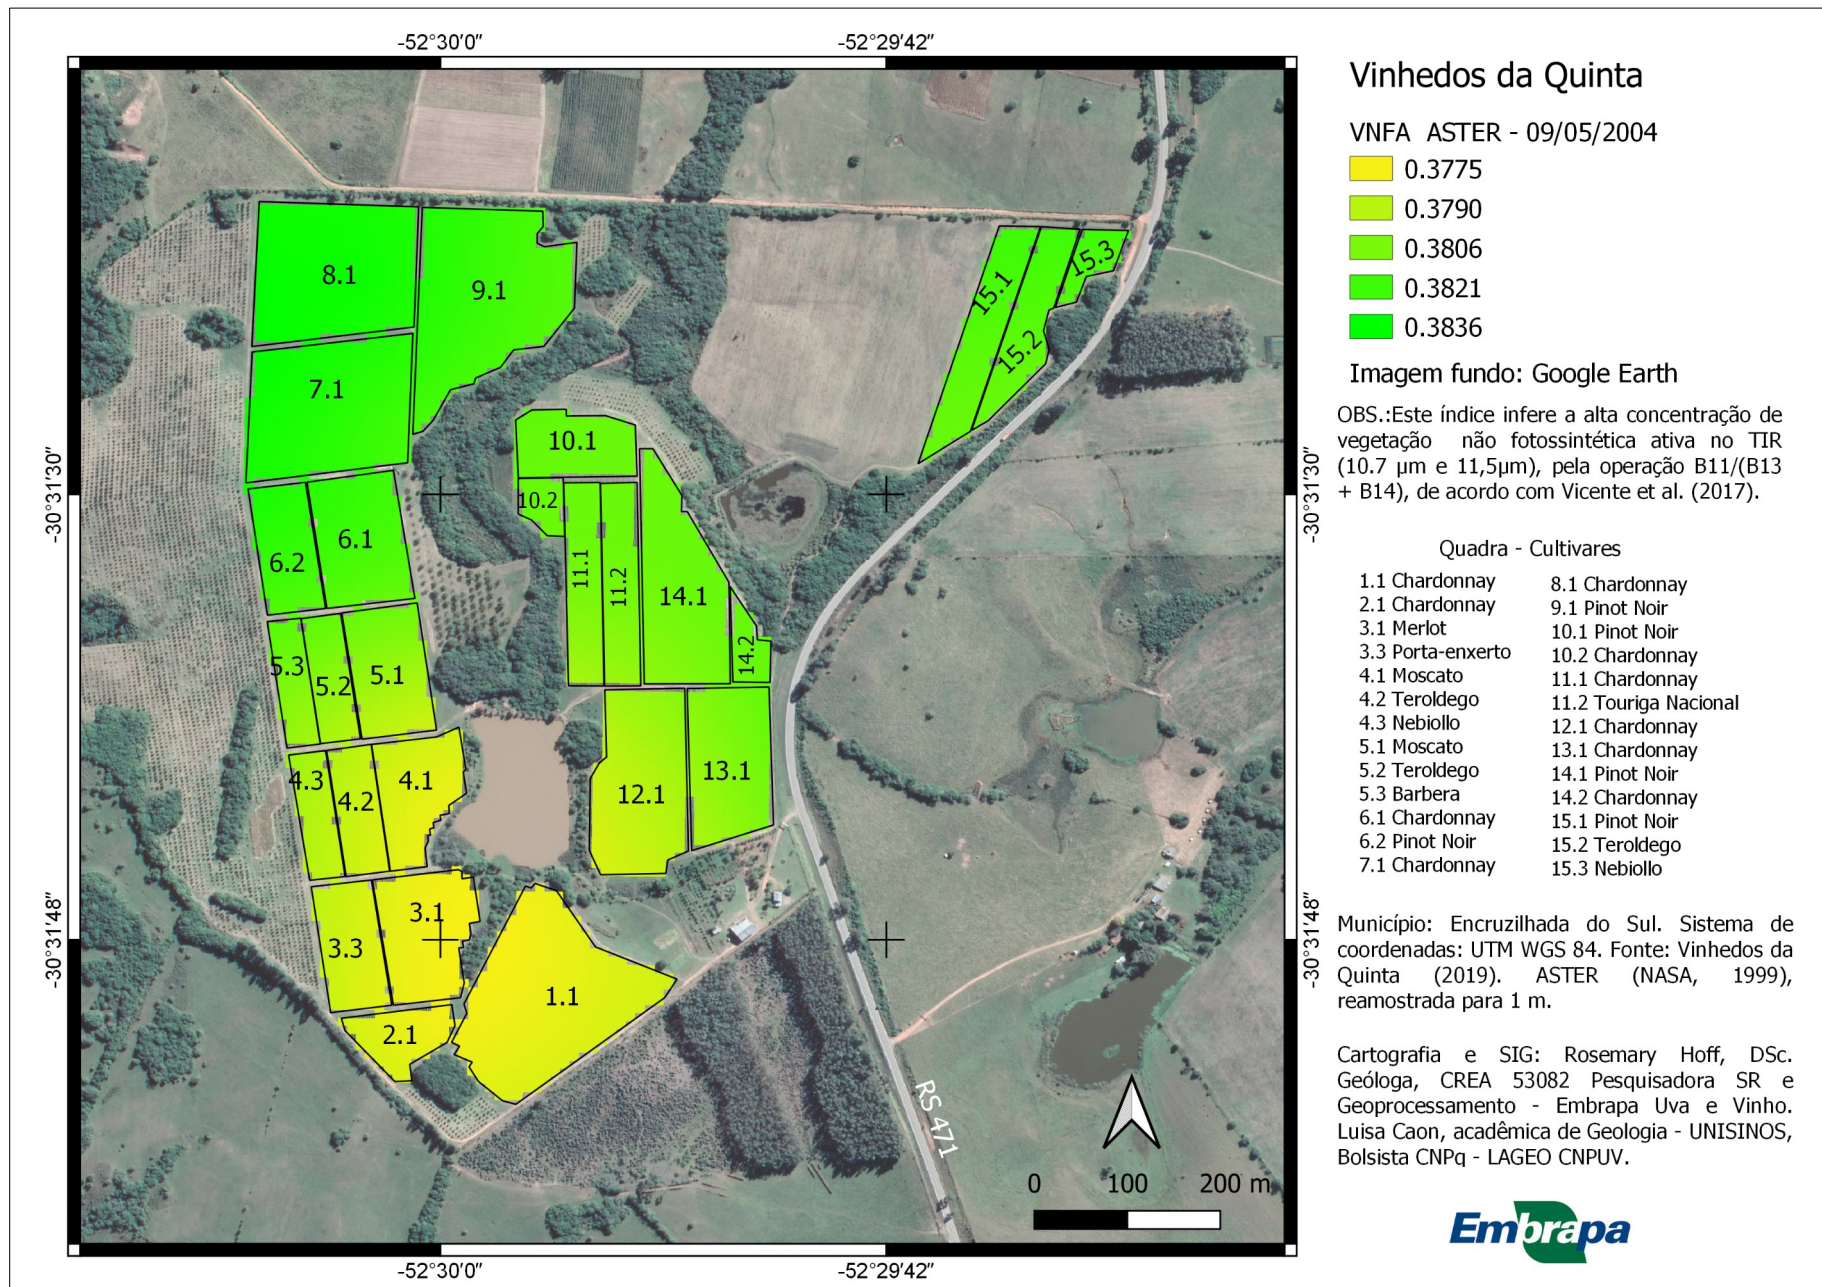 -52°30′0″
-52°29′42″
Vinhedos da Quinta
VNFA ASTER - 09/05/2004
0.3775
0.3790
0.3806
0.3821
0.3836
Imagem fundo: Google Earth
OBS.:Este índice infere a alta concentração de
vegetação não fotossintética ativa no TIR
(10.7 µm e 11,5µm), pela operação B11/(B13
+ B14), de acordo com Vicente et al. (2017).
Quadra - Cultivares
1.1 Chardonnay
2.1 Chardonnay
3.1 Merlot
3.3 Porta-enxerto
4.1 Moscato
4.2 Teroldego
4.3 Nebiollo
5.1 Moscato
5.2 Teroldego
5.3 Barbera
6.1 Chardonnay
6.2 Pinot Noir
7.1 Chardonnay
8.1 Chardonnay
9.1 Pinot Noir
10.1 Pinot Noir
10.2 Chardonnay
11.1 Chardonnay
11.2 Touriga Nacional
12.1 Chardonnay
13.1 Chardonnay
14.1 Pinot Noir
14.2 Chardonnay
15.1 Pinot Noir
15.2 Teroldego
15.3 Nebiollo
Município: Encruzilhada do Sul. Sistema de
coordenadas: UTM WGS 84. Fonte: Vinhedos da
Quinta (2019). ASTER (NASA, 1999),
reamostrada para 1 m.
Cartografia e SIG: Rosemary Hoff, DSc.
Geóloga, CREA 53082 Pesquisadora SR e
Geoprocessamento - Embrapa Uva e Vinho.
Luisa Caon, acadêmica de Geologia - UNISINOS,
Bolsista CNPq - LAGEO CNPUV.
Embrapa
8.1
9.1
15.1
15.3
15.2
7.1
10.1
-30°31′30″
-30°31′30″
10.2
6.1
6.2
11.1
11.2
14.1
14.2
5.3
5.2
5.1
4.3
4.2
4.1
12.1
13.1
3.1
3.3
-30°31′48″
-30°31′48″
1.1
2.1
RS 471
0 100 200 m
-52°30′0″
-52°29′42″